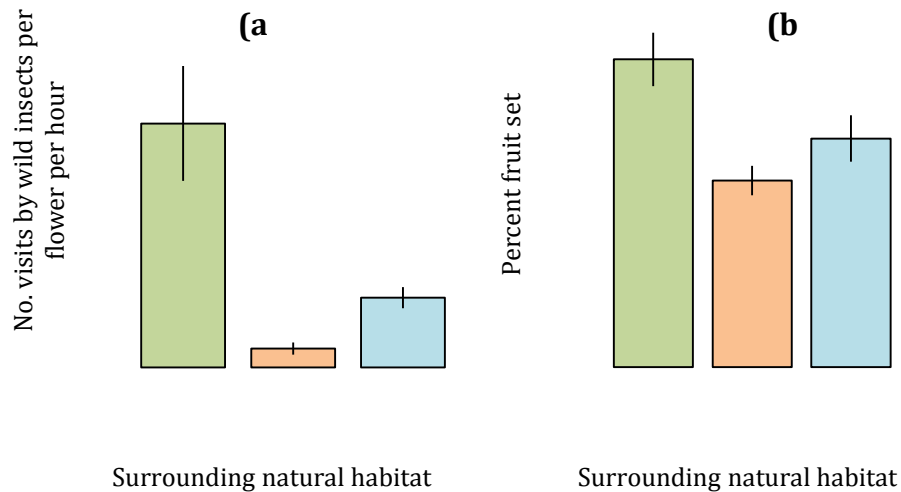 (a
(b
No. visits by wild insects per
flower per hour
Percent fruit set
Surrounding natural habitat
Surrounding natural habitat